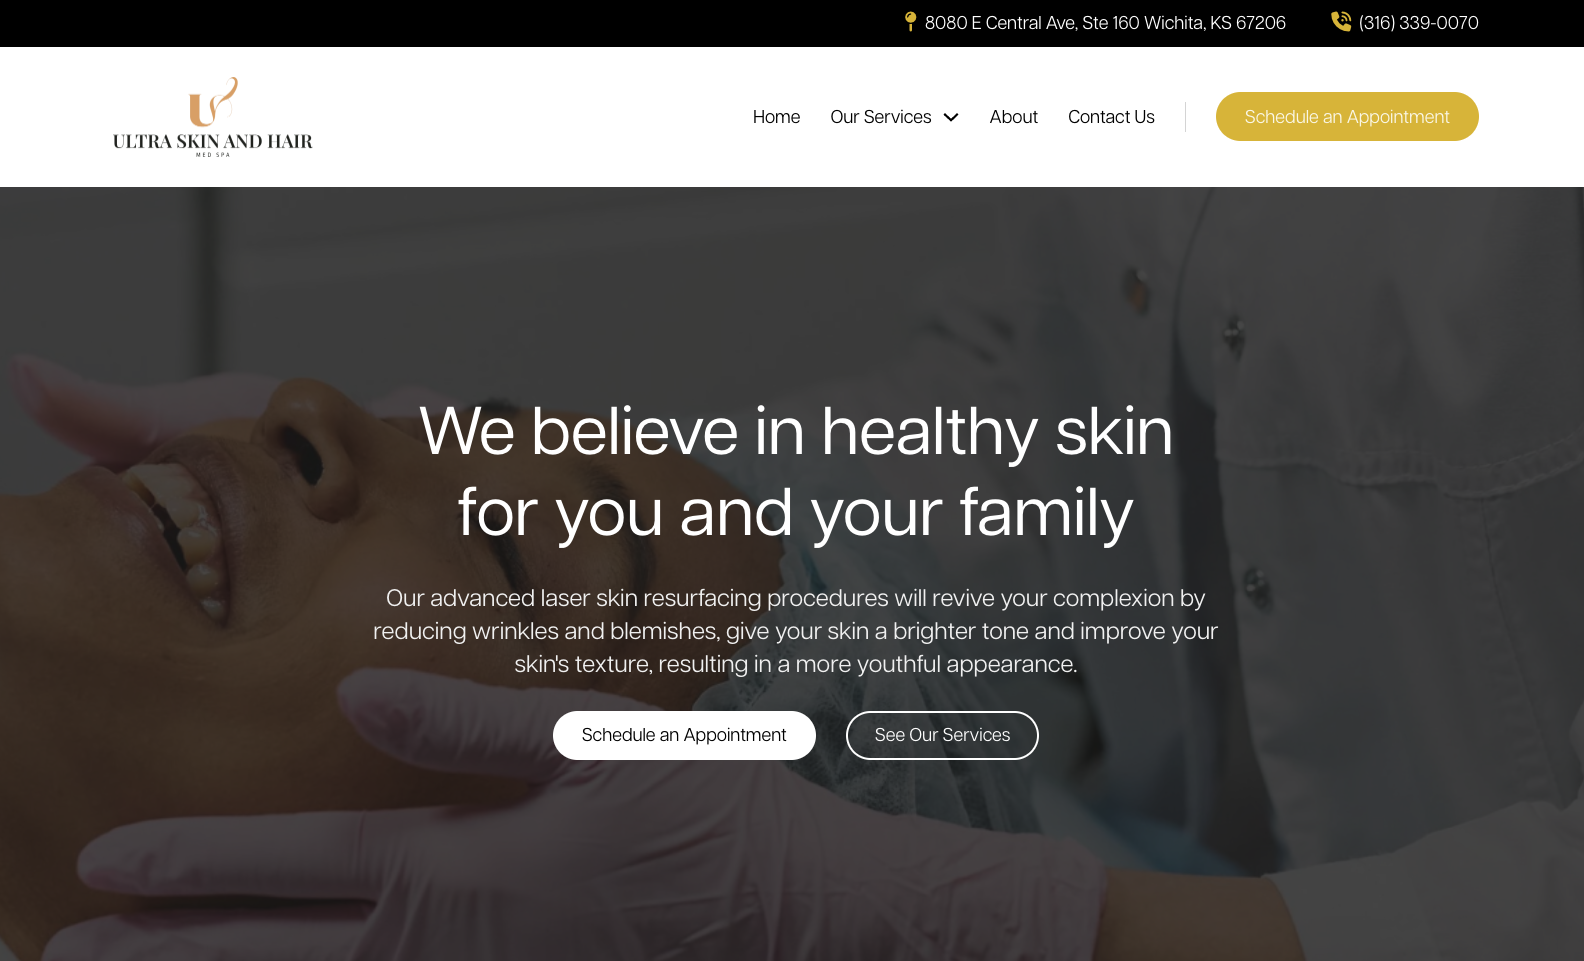 8080 E Central Ave, Ste 160 Wichita, KS 67206
(316) 339-0070
ULTRA SKIN AND HAIR
MED SPA
Home
Our Services
About
Contact Us
Schedule an Appointment
We believe in healthy skin
for you and your family
Our advanced laser skin resurfacing procedures will revive your complexion by
reducing wrinkles and blemishes, give your skin a brighter tone and improve your
skin's texture, resulting in a more youthful appearance.
Schedule an Appointment
See Our Services